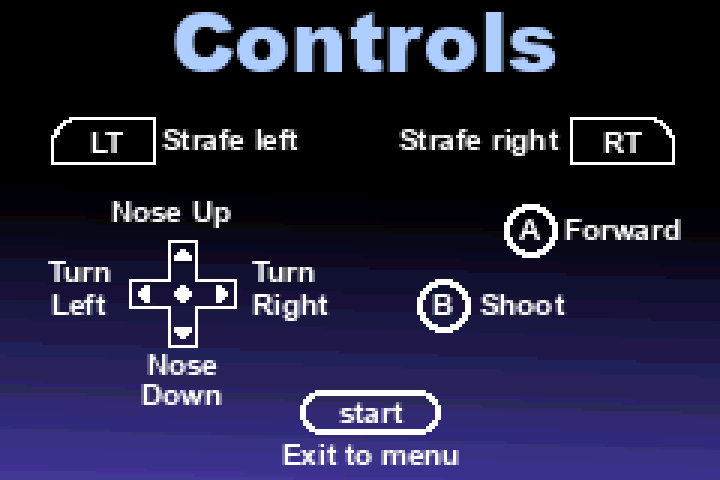 Controls
LT Strafe left
Strafe right RT
Nose Up
A Forward
Turn Left
Turn Right
B Shoot
Nose
Down
start
Exit to menu